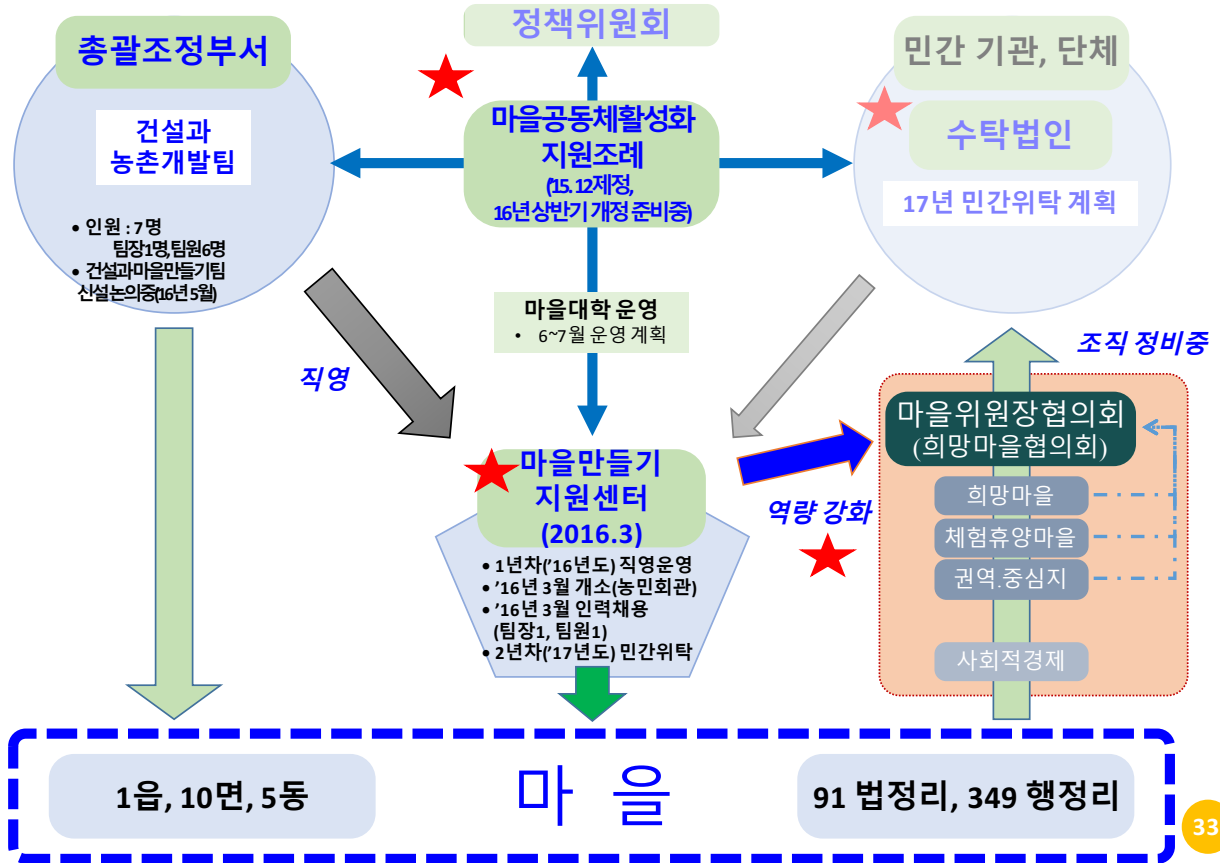 정책위원회
총괄조정부서
건설과
농촌개발팀
• 인원 : 7명
팀장1명,팀원6명
• 건설과마을만들기팀
신설논의중(16년 5월)
마을공동체활성화
지원조례
('15.12제정,
16년상반기 개정 준비중)
민간 기관, 단체
수탁법인
17년 민간위탁 계획
마을대학 운영
• 6~7월 운영 계획
직영
조직 정비중
마을만들기
지원센터
(2016.3)
• 1년차('16년도) 직영운영
• '16년 3월 개소(농민회관)
• '16년 3월 인력채용
(팀장1, 팀원1)
• 2년차('17년도) 민간위탁
역량 강화
마을위원장협의회
(희망마을협의회)
희망마을
체험휴양마을
권역.중심지
사회적경제
1읍, 10면, 5동
마 을
91 법정리, 349 행정리
33